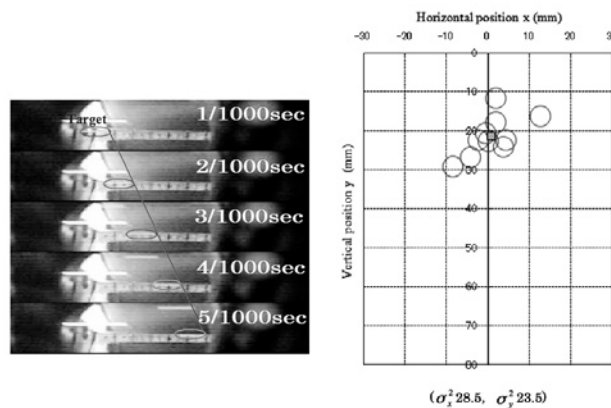 Target
1/1000sec
2/1000sec
3/1000sec
4/1000sec
5/1000sec
Horizontal position x (mm)
-30 -20 -10 0 10 20 30
0
10
20
30
40
50
60
70
80
Vertical position y (mm)
(σx² 28.5, σy² 23.5)